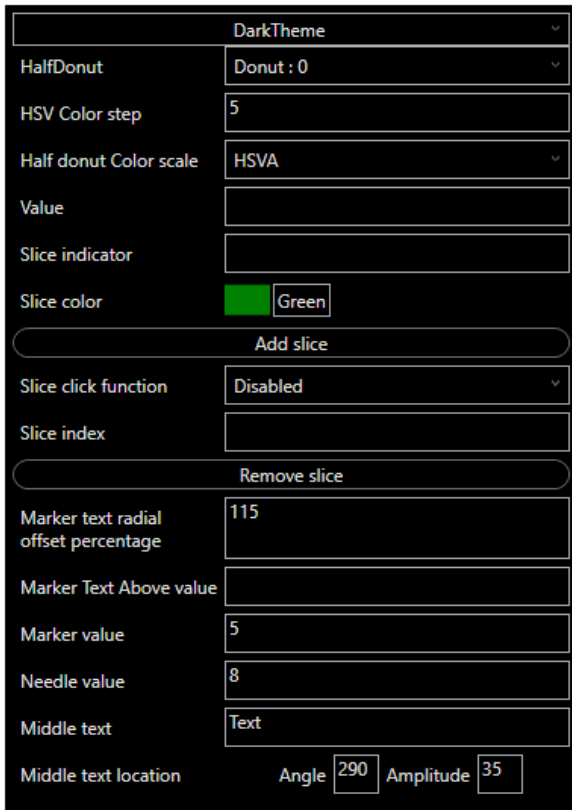 DarkTheme
HalfDonut Donut : 0
HSV Color step 5
Half donut Color scale HSVA
Value
Slice indicator
Slice color Green
Add slice
Slice click function Disabled
Slice index
Remove slice
Marker text radial
offset percentage 115
Marker Text Above value
Marker value 5
Needle value 8
Middle text Text
Middle text location Angle 290 Amplitude 35